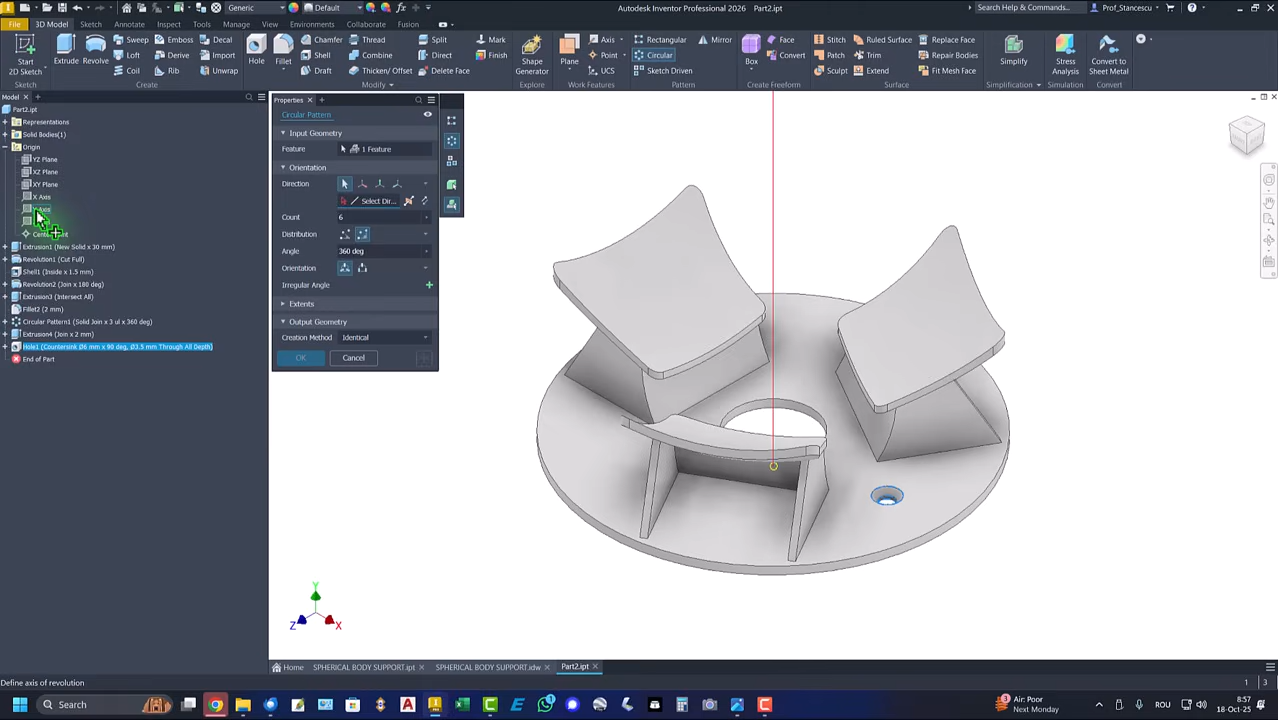 Generic
Default
Autodesk Inventor Professional 2026 Part2.ipt
Search Help & Commands...
Prof_Stancescu
File
3D Model
Sketch
Annotate
Inspect
Tools
Manage
View
Environments
Collaborate
Fusion
Start
2D Sketch
Extrude
Revolve
Sweep
Emboss
Decal
Loft
Derive
Import
Coil
Rib
Unwrap
Hole
Fillet
Chamfer
Thread
Split
Mark
Shell
Combine
Direct
Finish
Draft
Thicken/ Offset
Delete Face
Shape
Generator
Plane
Axis
Point
UCS
Rectangular
Mirror
Circular
Sketch Driven
Box
Face
Convert
Stitch
Ruled Surface
Replace Face
Patch
Trim
Repair Bodies
Sculpt
Extend
Fit Mesh Face
Simplify
Stress
Analysis
Convert to
Sheet Metal
Sketch
Create
Modify
Explore
Work Features
Pattern
Create Freeform
Surface
Simplification
Simulation
Convert
Model
Part2.ipt
Representations
Solid Bodies(1)
Origin
YZ Plane
XZ Plane
XY Plane
X Axis
Extrusion1 (New Solid x 30 mm)
Revolution1 (Cut Full)
Shell1 (Inside x 1.5 mm)
Revolution2 (Join x 180 deg)
Extrusion3 (Intersect All)
Fillet2 (2 mm)
Circular Pattern1 (Solid Join x 3 ul x 360 deg)
Extrusion4 (Join x 2 mm)
Hole1 (Countersink Ø6 mm x 90 deg, Ø3.5 mm Through All Depth)
End of Part
Properties
Circular Pattern
Input Geometry
Feature
1 Feature
Orientation
Direction
Select Dir...
Count
6
Distribution
Angle
360 deg
Orientation
Irregular Angle
Extents
Output Geometry
Creation Method
Identical
OK
Cancel
Y
Z
X
Home
SPHERICAL BODY SUPPORT.ipt
SPHERICAL BODY SUPPORT.idw
Part2.ipt
Define axis of revolution
1
3
Search
Air: Poor
Next Monday
ROU
8:57
18-Oct-25